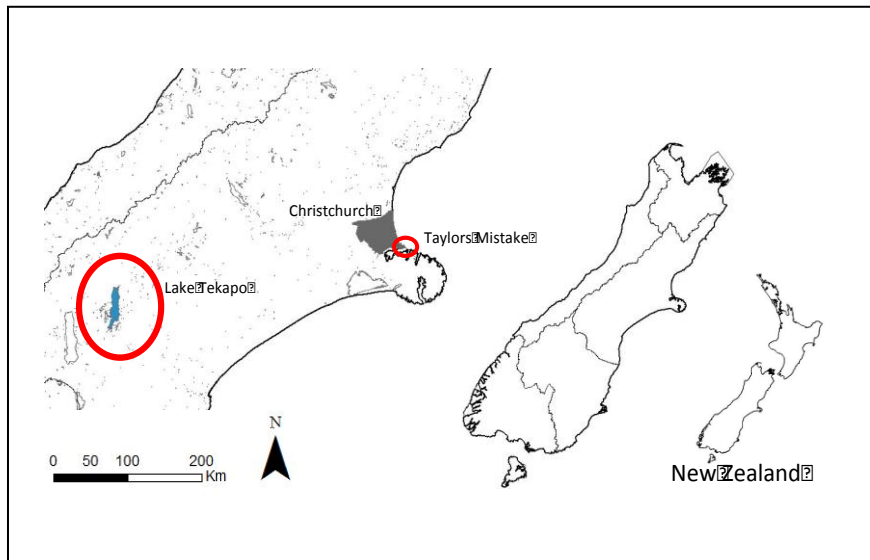 Christchurch
Taylors Mistake
Lake Tekapo
N
0 50 100 200
Km
New Zealand